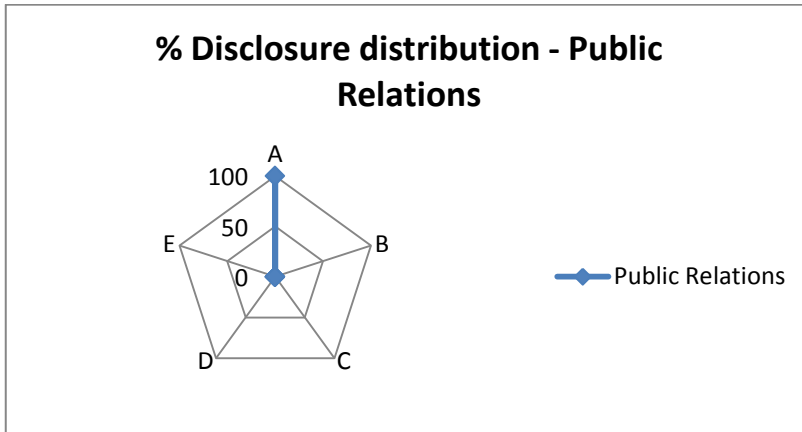 % Disclosure distribution - Public
Relations
A
100
50
0
E
B
D
C
Public Relations